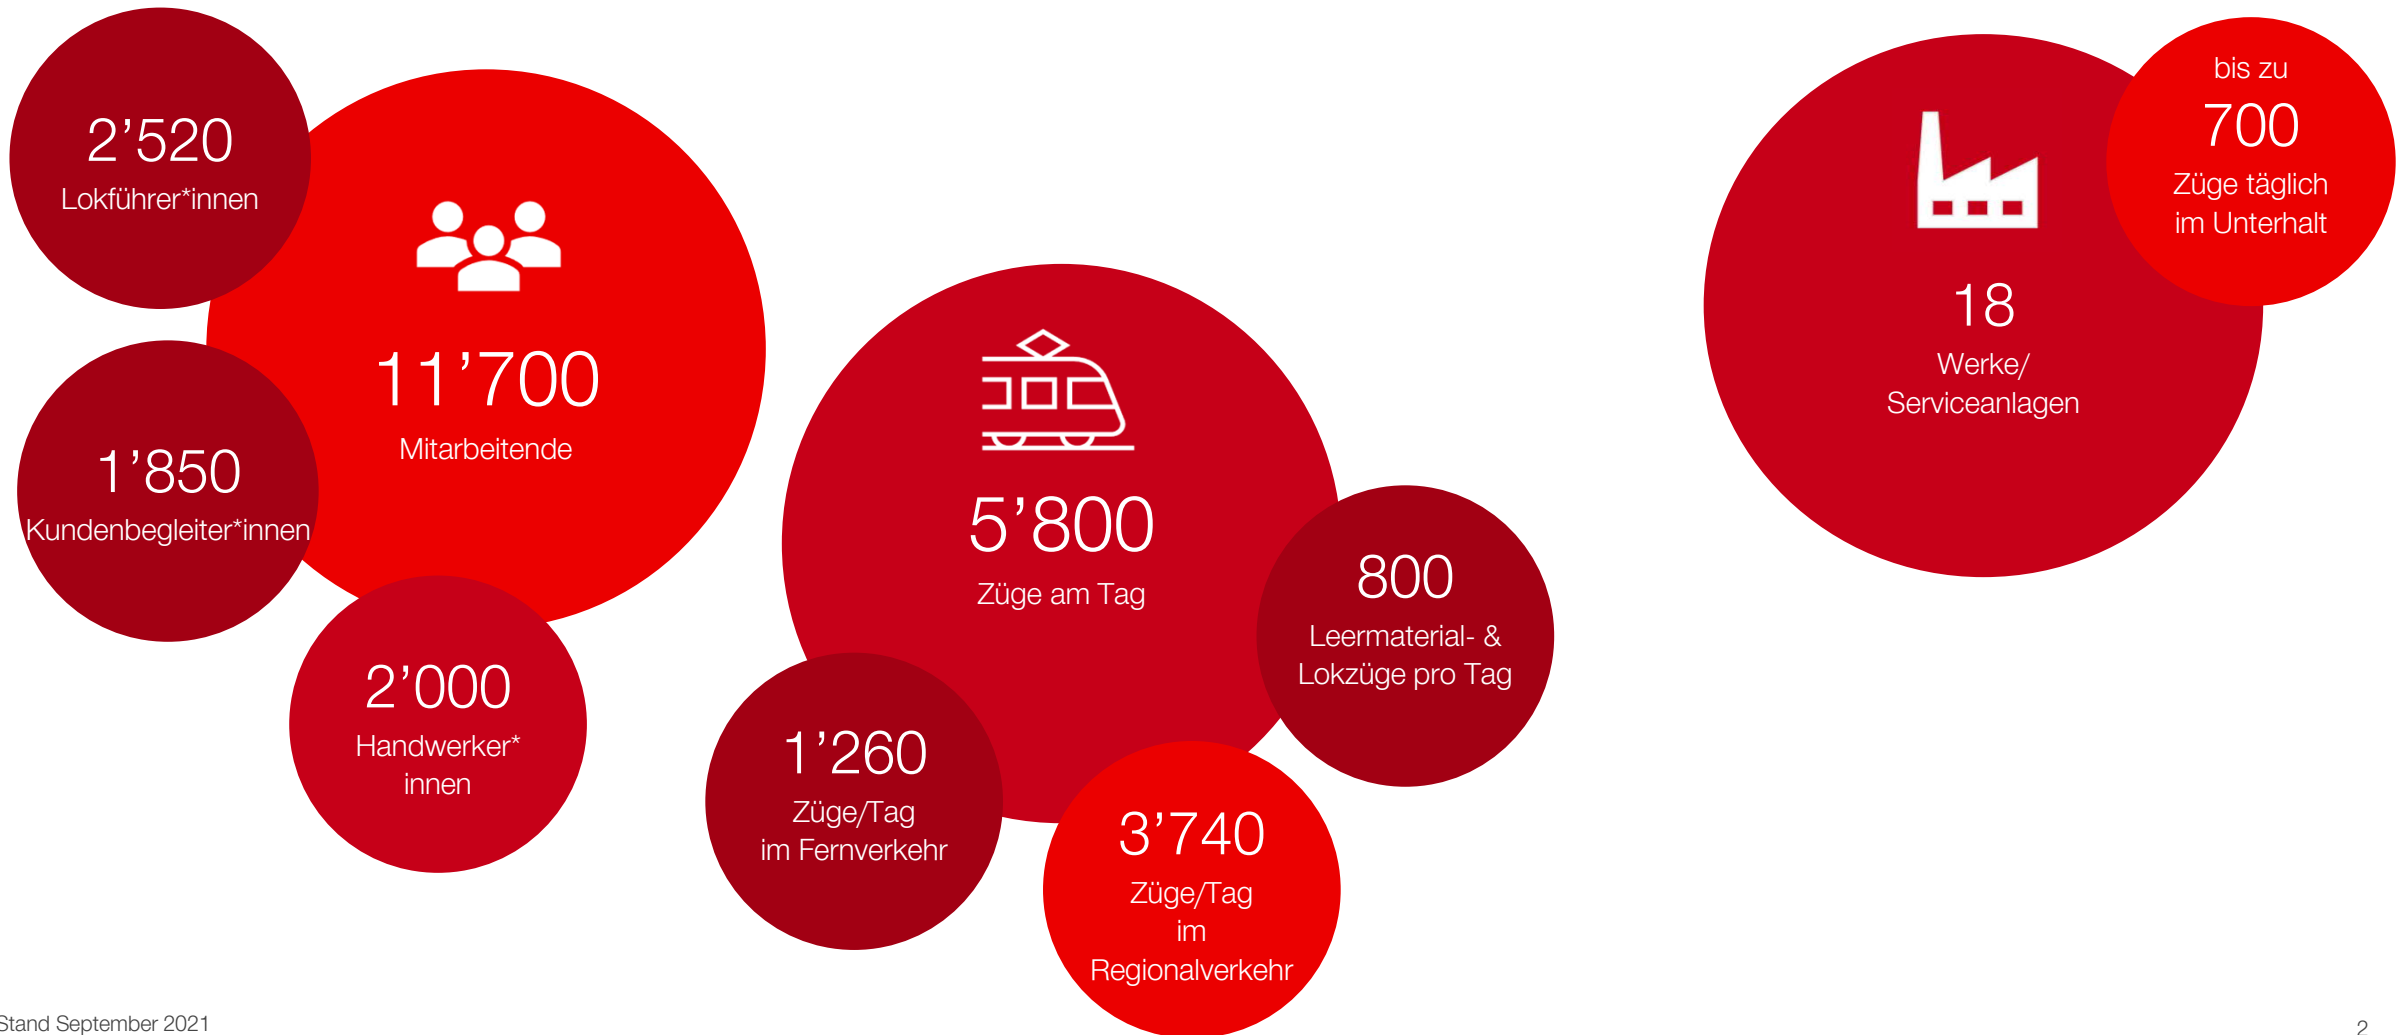 2’520
Lokführer*innen
11’700
Mitarbeitende
1’850
Kundenbegleiter*innen
2’000
Handwerker*
innen
5’800
Züge am Tag
800
Leermaterial- &
Lokzüge pro Tag
1’260
Züge/Tag
im Fernverkehr
3’740
Züge/Tag
im
Regionalverkehr
bis zu
700
Züge täglich
im Unterhalt
18
Werke/
Serviceanlagen
Stand September 2021
2